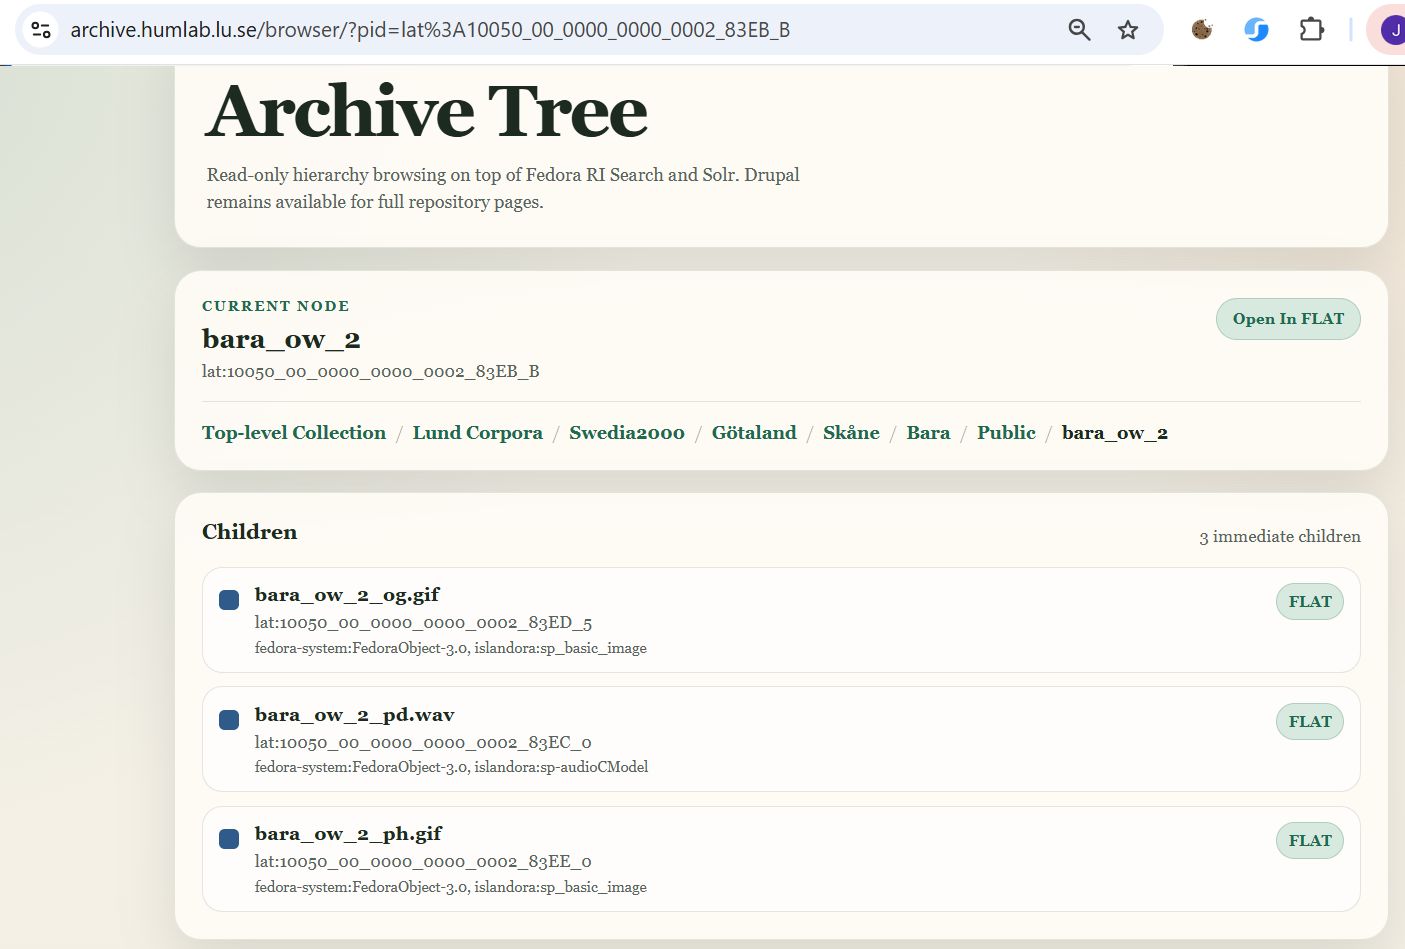 archive.humlab.lu.se/browser/?pid=lat%3A10050_00_0000_0000_0002_83EB_B
J
Archive Tree
Read-only hierarchy browsing on top of Fedora RI Search and Solr. Drupal
remains available for full repository pages.
CURRENT NODE
bara_ow_2
Open In FLAT
lat:10050_00_0000_0000_0002_83EB_B
Top-level Collection / Lund Corpora / Swedia2000 / Götaland / Skåne / Bara / Public / bara_ow_2
Children
3 immediate children
bara_ow_2_og.gif
FLAT
lat:10050_00_0000_0000_0002_83ED_5
fedora-system:FedoraObject-3.0, islandora:sp_basic_image
bara_ow_2_pd.wav
FLAT
lat:10050_00_0000_0000_0002_83EC_0
fedora-system:FedoraObject-3.0, islandora:sp-audioCModel
bara_ow_2_ph.gif
FLAT
lat:10050_00_0000_0000_0002_83EE_0
fedora-system:FedoraObject-3.0, islandora:sp_basic_image